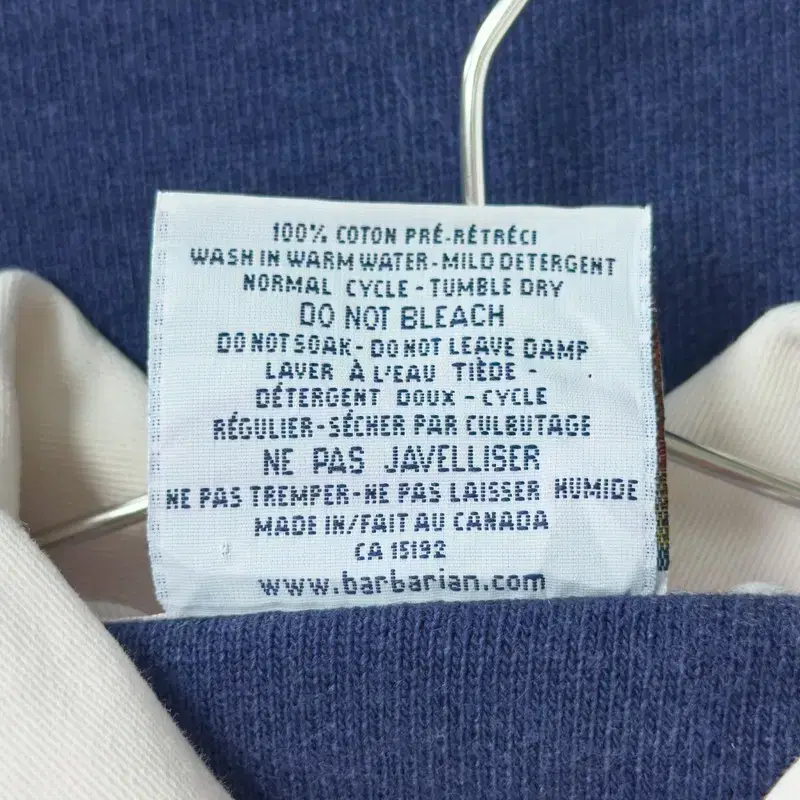 100% COTON PRÉ-RÉTRÉCI
WASH IN WARM WATER-MILD DETERGENT
NORMAL CYCLE - TUMBLE DRY
DO NOT BLEACH
DO NOT SOAK-DO NOT LEAVE DAMP
LAVER À L'EAU TIÈDE -
DÉTERGENT DOUX - CYCLE
RÉGULIER-SÉCHER PAR CULBUTAGE
NE PAS JAVELLISER
NE PAS TREMPER-NE PAS LAISSER HUMIDE
MADE IN/FAIT AU CANADA
CA 15192
www.barbarian.com